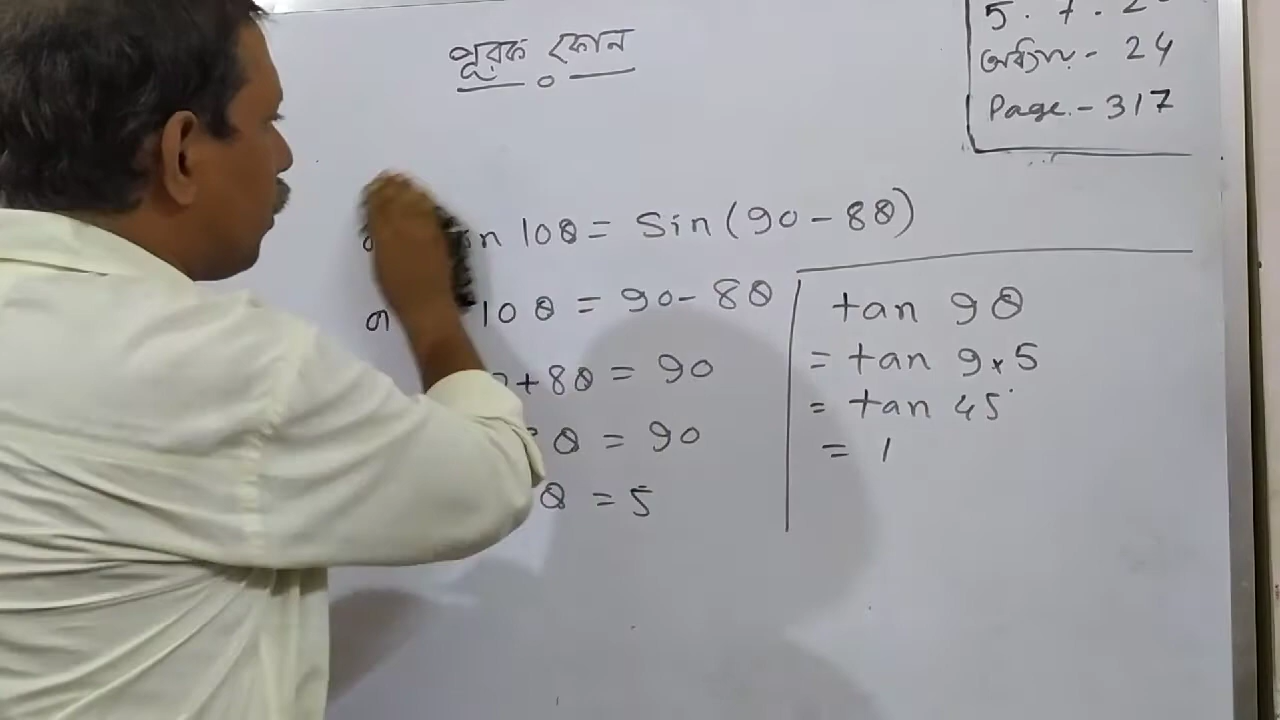 পূরক কোন
5. 7. 2
অধ্যায়.- 24
Page.- 317
10θ = Sin(90-8θ)
10θ = 90-8θ
+8θ = 90
θ = 90
θ = 5
tan 9θ
= tan 9×5
= tan 45°
= 1